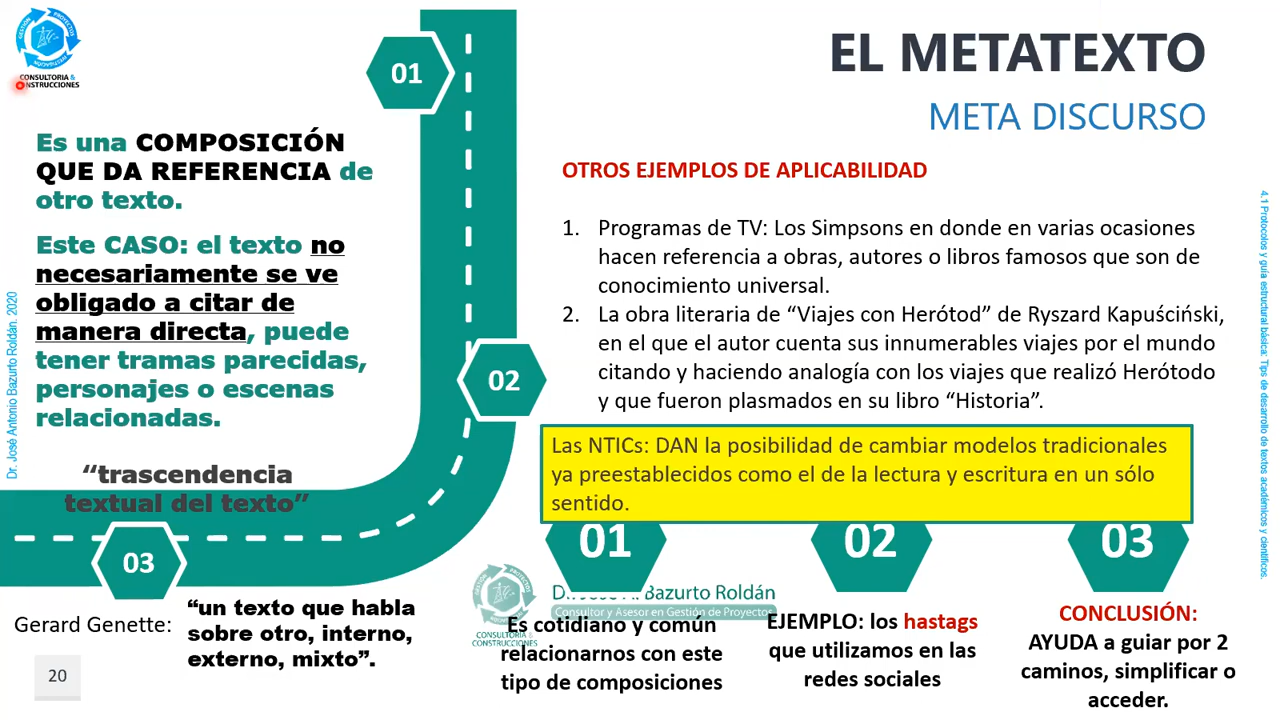 CONSULTORIA &
CONSTRUCCIONES
01
EL METATEXTO
META DISCURSO
Es una COMPOSICIÓN
QUE DA REFERENCIA de
otro texto.
Este CASO: el texto no
necesariamente se ve
obligado a citar de
manera directa, puede
tener tramas parecidas,
personajes o escenas
relacionadas.
“trascendencia
textual del texto”
02
03
Gerard Genette:
“un texto que habla
sobre otro, interno,
externo, mixto”.
OTROS EJEMPLOS DE APLICABILIDAD
1. Programas de TV: Los Simpsons en donde en varias ocasiones
hacen referencia a obras, autores o libros famosos que son de
conocimiento universal.
2. La obra literaria de “Viajes con Herótod” de Ryszard Kapuściński,
en el que el autor cuenta sus innumerables viajes por el mundo
citando y haciendo analogía con los viajes que realizó Herótodo
y que fueron plasmados en su libro “Historia”.
Las NTICs: DAN la posibilidad de cambiar modelos tradicionales
ya preestablecidos como el de la lectura y escritura en un sólo
sentido.
01
Es cotidiano y común
relacionarnos con este
tipo de composiciones
02
EJEMPLO: los hastags
que utilizamos en las
redes sociales
03
CONCLUSIÓN:
AYUDA a guiar por 2
caminos, simplificar o
acceder.
Bazurto Roldán
Consultor y Asesor en Gestión de Proyectos
CONSULTORIA &
CONSTRUCCIONES
Dr. José Antonio Bazurto Roldán. 2020
4.1 Protocolos y guía estructural básica: Tips de desarrollo de textos académicos y científicos.
20